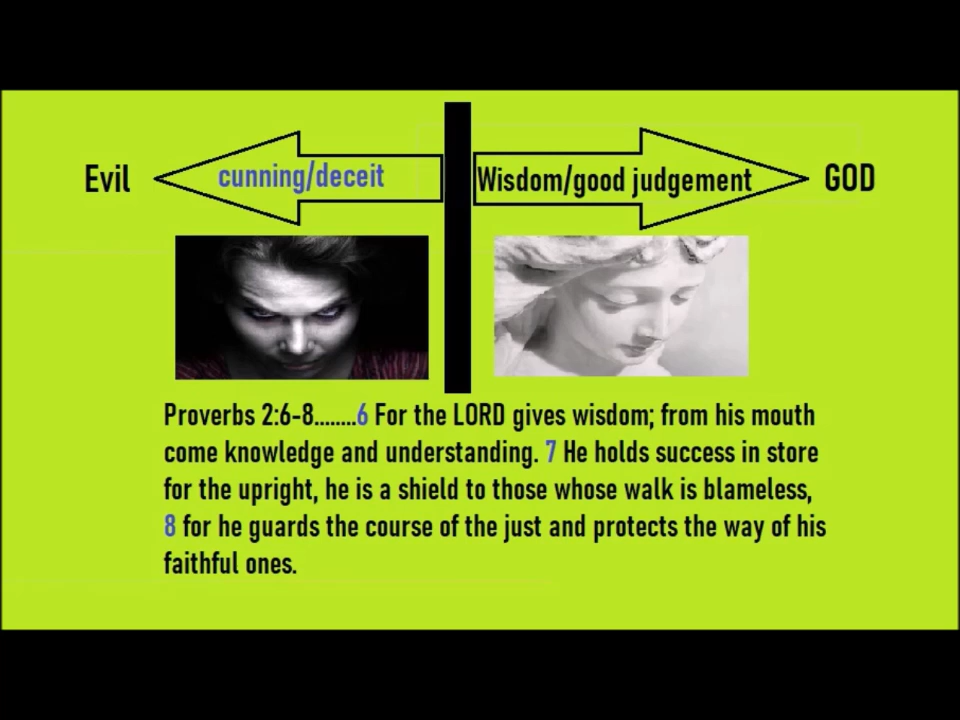 Evil cunning/deceit Wisdom/good judgement GOD
Proverbs 2:6-8........6 For the LORD gives wisdom; from his mouth
come knowledge and understanding. 7 He holds success in store
for the upright, he is a shield to those whose walk is blameless,
8 for he guards the course of the just and protects the way of his
faithful ones.